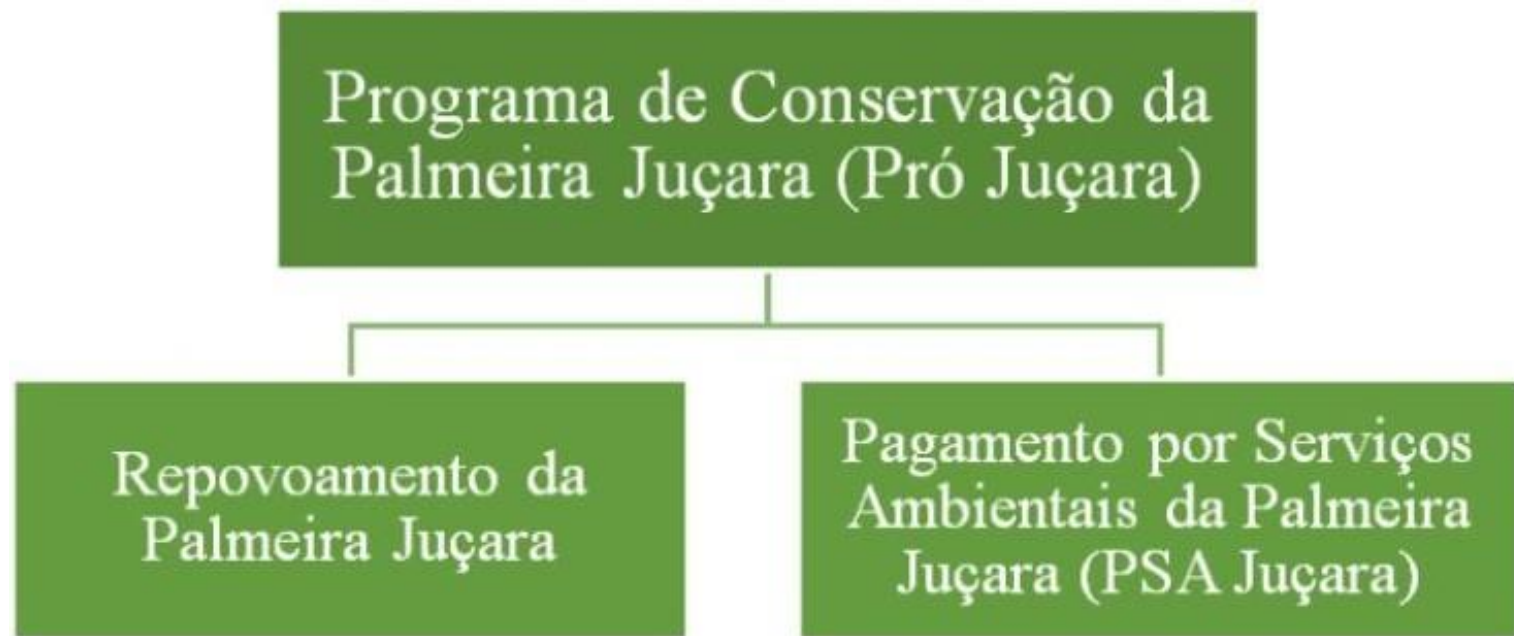 Programa de Conservação da
Palmeira Juçara (Pró Juçara)
Repovoamento da
Palmeira Juçara
Pagamento por Serviços
Ambientais da Palmeira
Juçara (PSA Juçara)